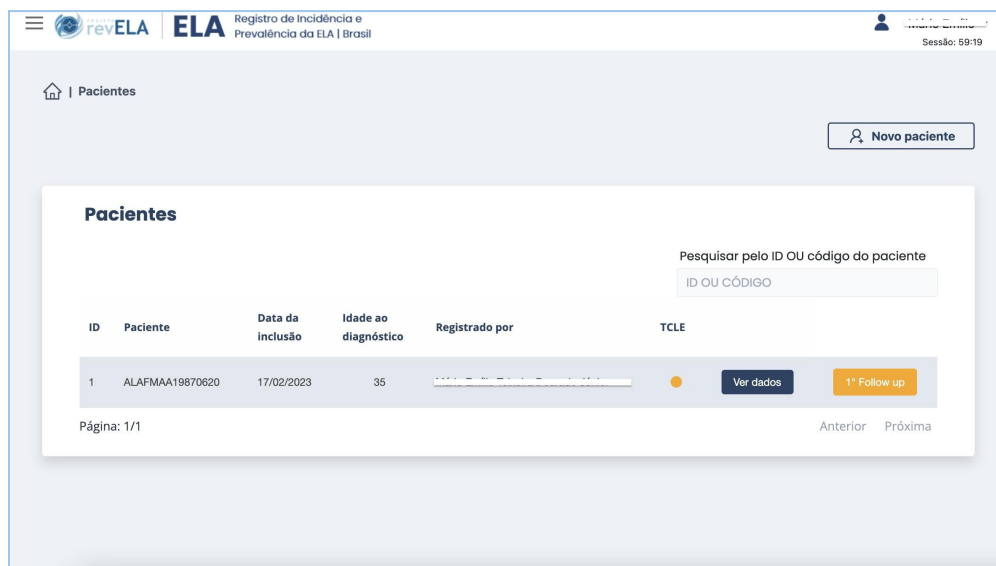 PROJETO
revELA
ELA
Registro de Incidência e
Prevalência da ELA | Brasil
Sessão: 59:19
| Pacientes
Novo paciente
Pacientes
Pesquisar pelo ID OU código do paciente
ID OU CÓDIGO
ID Paciente Data da inclusão Idade ao diagnóstico Registrado por TCLE
1 ALAFMAA19870620 17/02/2023 35 Ver dados 1° Follow up
Página: 1/1 Anterior Próxima